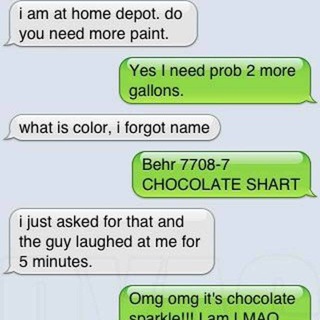 i am at home depot. do
you need more paint.
Yes I need prob 2 more
gallons.
what is color, i forgot name
Behr 7708-7
CHOCOLATE SHART
i just asked for that and
the guy laughed at me for
5 minutes.
Omg omg it's chocolate
sparkle!!! I am LMAO